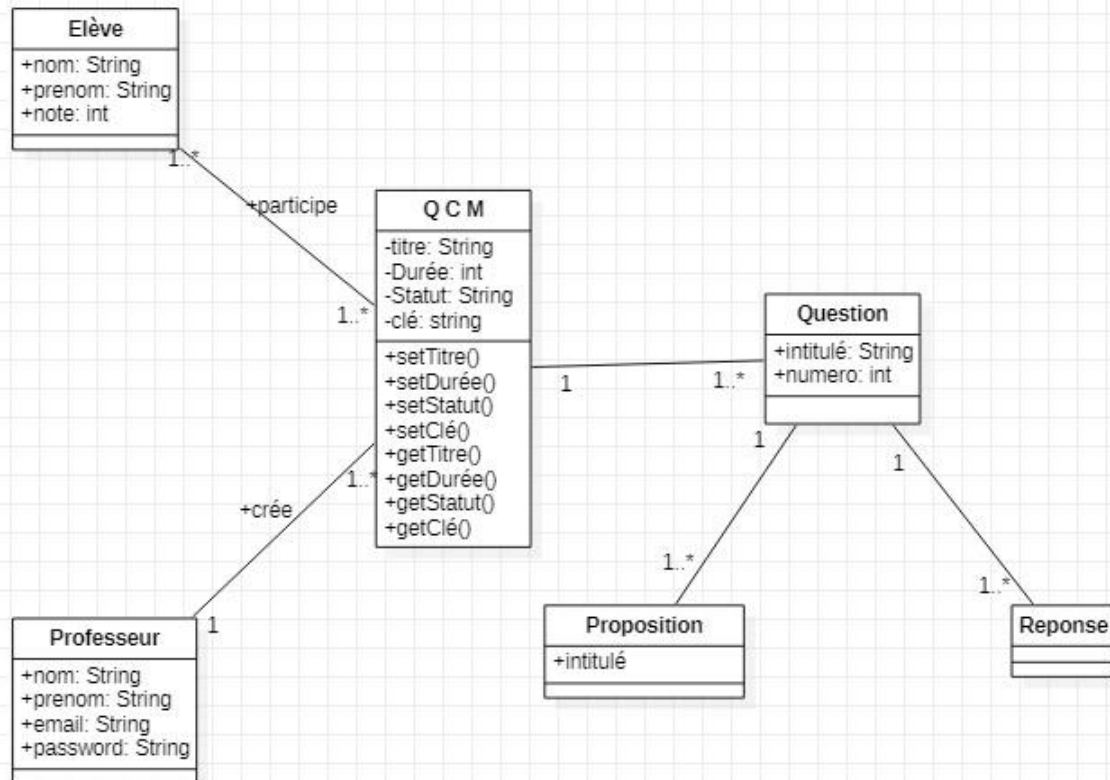 Elève
+nom: String
+prenom: String
+note: int
1..*
+participe
1..*
Q C M
-titre: String
-Durée: int
-Statut: String
-clé: string
+setTitre()
+setDurée()
+setStatut()
+setClé()
+getTitre()
+getDurée()
+getStatut()
+getClé()
1
1..*
Question
+intitulé: String
+numero: int
1
1
1..*
+crée
1
1..*
1..*
Proposition
+intitulé
Reponse
Professeur
+nom: String
+prenom: String
+email: String
+password: String